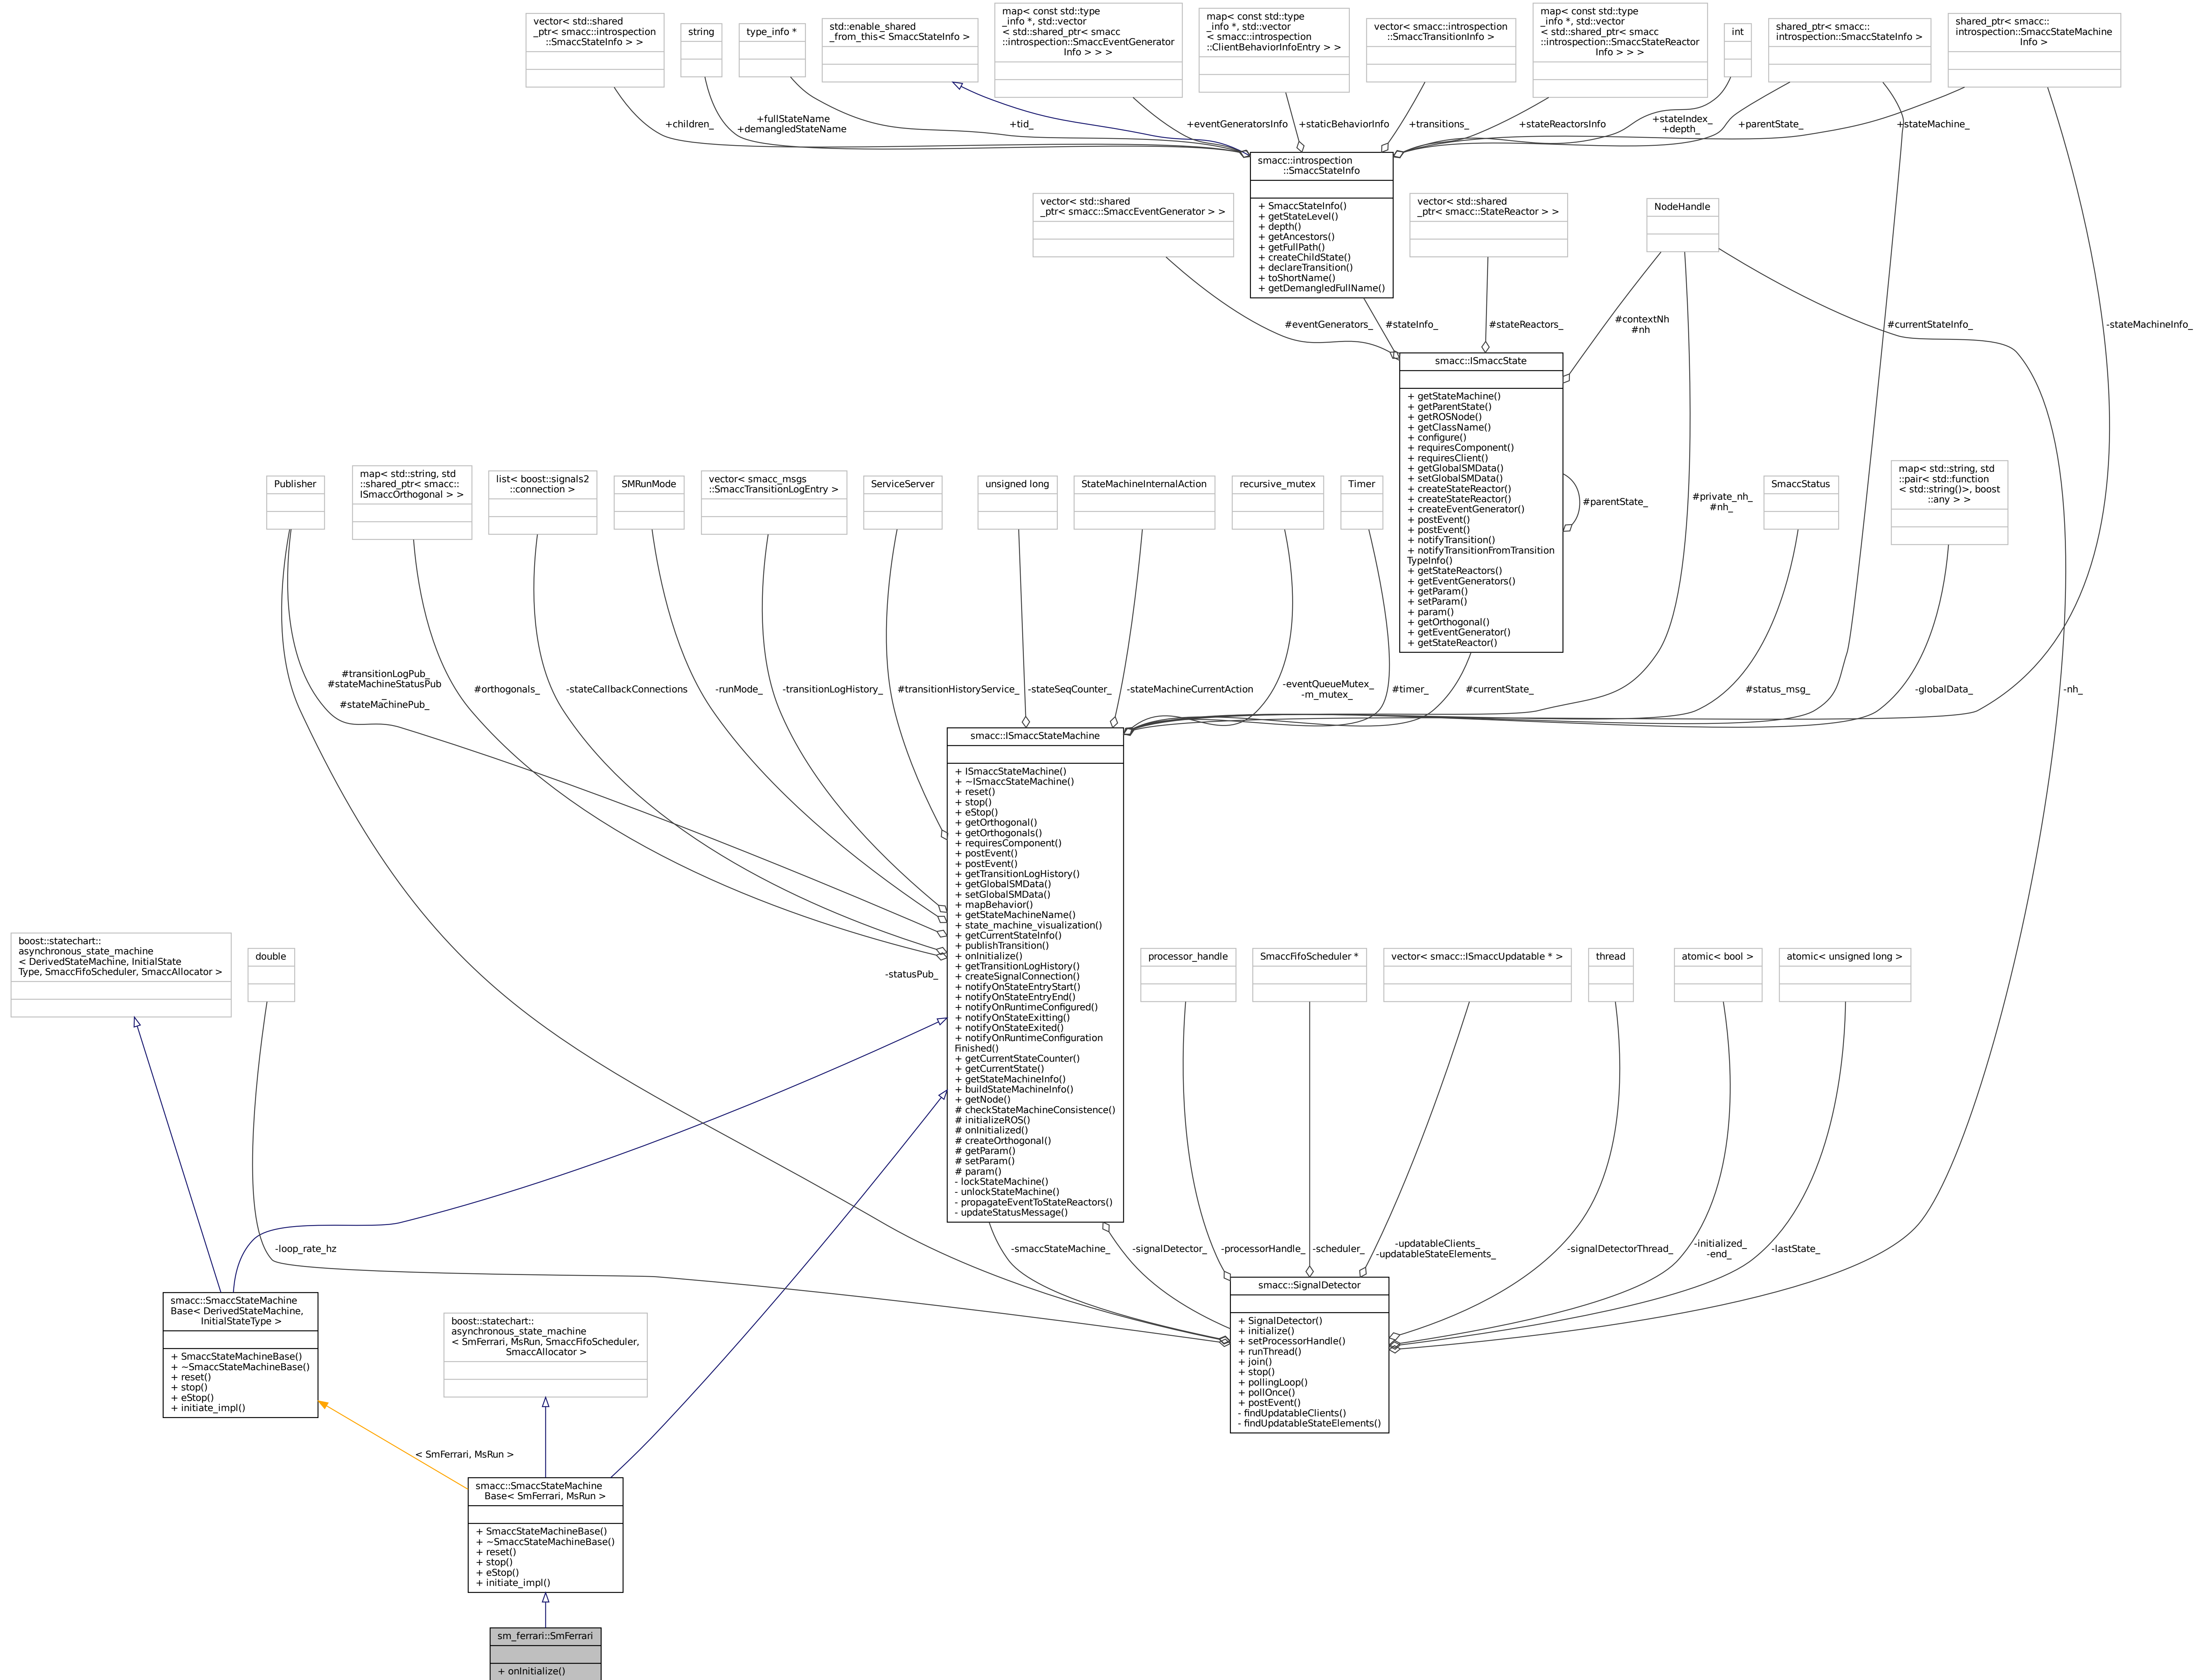 vector< std::shared
_ptr< smacc::introspection
::SmaccStateInfo > >
string
type_info *
std::enable_shared
_from_this< SmaccStateInfo >
map< const std::type
_info *, std::vector
< std::shared_ptr< smacc
::introspection::SmaccEventGenerator
Info > > >
map< const std::type
_info *, std::vector
< smacc::introspection
::ClientBehaviorInfoEntry > >
vector< smacc::introspection
::SmaccTransitionInfo >
map< const std::type
_info *, std::vector
< std::shared_ptr< smacc
::introspection::SmaccStateReactor
Info > > >
int
shared_ptr< smacc::
introspection::SmaccStateInfo >
shared_ptr< smacc::
introspection::SmaccStateMachine
Info >
+children_
+fullStateName
+demangledStateName
+tid_
+eventGeneratorsInfo
+staticBehaviorInfo
+transitions_
+stateReactorsInfo
+stateIndex_
+depth_
+parentState_
+stateMachine_
smacc::introspection
::SmaccStateInfo
+ SmaccStateInfo()
+ getStateLevel()
+ depth()
+ getAncestors()
+ getFullPath()
+ createChildState()
+ declareTransition()
+ toShortName()
+ getDemangledFullName()
vector< std::shared
_ptr< smacc::SmaccEventGenerator > >
vector< std::shared
_ptr< smacc::StateReactor > >
NodeHandle
#eventGenerators_
#stateInfo_
#stateReactors_
#contextNh
#nh
#currentStateInfo_
-stateMachineInfo_
smacc::ISmaccState
+ getStateMachine()
+ getParentState()
+ getROSNode()
+ getClassName()
+ configure()
+ requiresComponent()
+ requiresClient()
+ getGlobalSMData()
+ setGlobalSMData()
+ createStateReactor()
+ createStateReactor()
+ createEventGenerator()
+ postEvent()
+ postEvent()
+ notifyTransition()
+ notifyTransitionFromTransition
TypeInfo()
+ getStateReactors()
+ getEventGenerators()
+ getParam()
+ setParam()
+ param()
+ getOrthogonal()
+ getEventGenerator()
+ getStateReactor()
#parentState_
#private_nh_
#nh_
Publisher
map< std::string, std
::shared_ptr< smacc::
ISmaccOrthogonal > >
list< boost::signals2
::connection >
SMRunMode
vector< smacc_msgs
::SmaccTransitionLogEntry >
ServiceServer
unsigned long
StateMachineInternalAction
recursive_mutex
Timer
SmaccStatus
map< std::string, std
::pair< std::function
< std::string()>, boost
::any > >
#transitionLogPub_
#stateMachineStatusPub
_
#stateMachinePub_
#orthogonals_
-stateCallbackConnections
-runMode_
-transitionLogHistory_
#transitionHistoryService_
-stateSeqCounter_
-stateMachineCurrentAction
-eventQueueMutex_
-m_mutex_
#timer_
#currentState_
#status_msg_
-globalData_
-nh_
smacc::ISmaccStateMachine
+ ISmaccStateMachine()
+ ~ISmaccStateMachine()
+ reset()
+ stop()
+ eStop()
+ getOrthogonal()
+ getOrthogonals()
+ requiresComponent()
+ postEvent()
+ postEvent()
+ getTransitionLogHistory()
+ getGlobalSMData()
+ setGlobalSMData()
+ mapBehavior()
+ getStateMachineName()
+ state_machine_visualization()
+ getCurrentStateInfo()
+ publishTransition()
+ onInitialize()
+ getTransitionLogHistory()
+ createSignalConnection()
+ notifyOnStateEntryStart()
+ notifyOnStateEntryEnd()
+ notifyOnRuntimeConfigured()
+ notifyOnStateExitting()
+ notifyOnStateExited()
+ notifyOnRuntimeConfiguration
Finished()
+ getCurrentStateCounter()
+ getCurrentState()
+ getStateMachineInfo()
+ buildStateMachineInfo()
+ getNode()
# checkStateMachineConsistence()
# initializeROS()
# onInitialized()
# createOrthogonal()
# getParam()
# setParam()
# param()
- lockStateMachine()
- unlockStateMachine()
- propagateEventToStateReactors()
- updateStatusMessage()
boost::statechart::
asynchronous_state_machine
< DerivedStateMachine, InitialState
Type, SmaccFifoScheduler, SmaccAllocator >
double
-statusPub_
processor_handle
SmaccFifoScheduler *
vector< smacc::ISmaccUpdatable * >
thread
atomic< bool >
atomic< unsigned long >
-loop_rate_hz
-smaccStateMachine_
-signalDetector_
-processorHandle_
-scheduler_
-updatableClients_
-updatableStateElements_
-signalDetectorThread_
-initialized_
-end_
-lastState_
smacc::SignalDetector
+ SignalDetector()
+ initialize()
+ setProcessorHandle()
+ runThread()
+ join()
+ stop()
+ pollingLoop()
+ pollOnce()
+ postEvent()
- findUpdatableClients()
- findUpdatableStateElements()
smacc::SmaccStateMachine
Base< DerivedStateMachine,
InitialStateType >
+ SmaccStateMachineBase()
+ ~SmaccStateMachineBase()
+ reset()
+ stop()
+ eStop()
+ initiate_impl()
boost::statechart::
asynchronous_state_machine
< SmFerrari, MsRun, SmaccFifoScheduler,
SmaccAllocator >
< SmFerrari, MsRun >
smacc::SmaccStateMachine
Base< SmFerrari, MsRun >
+ SmaccStateMachineBase()
+ ~SmaccStateMachineBase()
+ reset()
+ stop()
+ eStop()
+ initiate_impl()
sm_ferrari::SmFerrari
+ onInitialize()